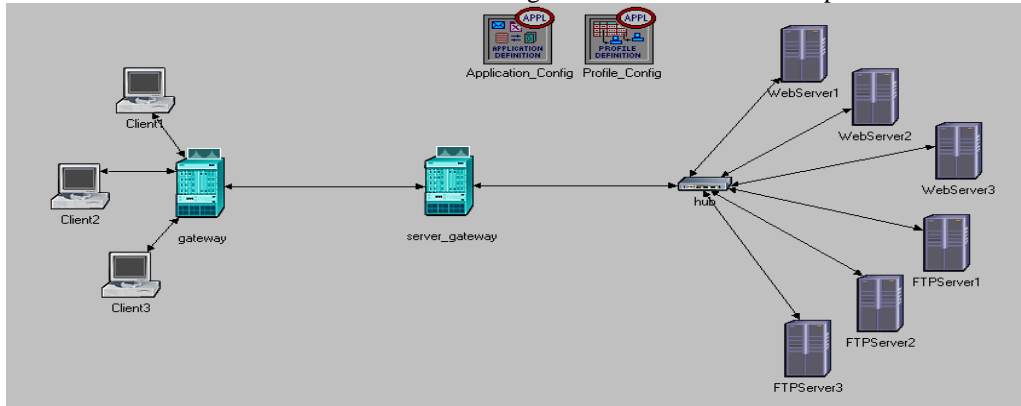 APPL
APPL
APPLICATION
DEFINITION
PROFILE
DEFINITION
Application_Config
Profile_Config
WebServer1
Client1
WebServer2
WebServer3
Client2
hub
gateway
server_gateway
FTPServer1
Client3
FTPServer2
FTPServer3